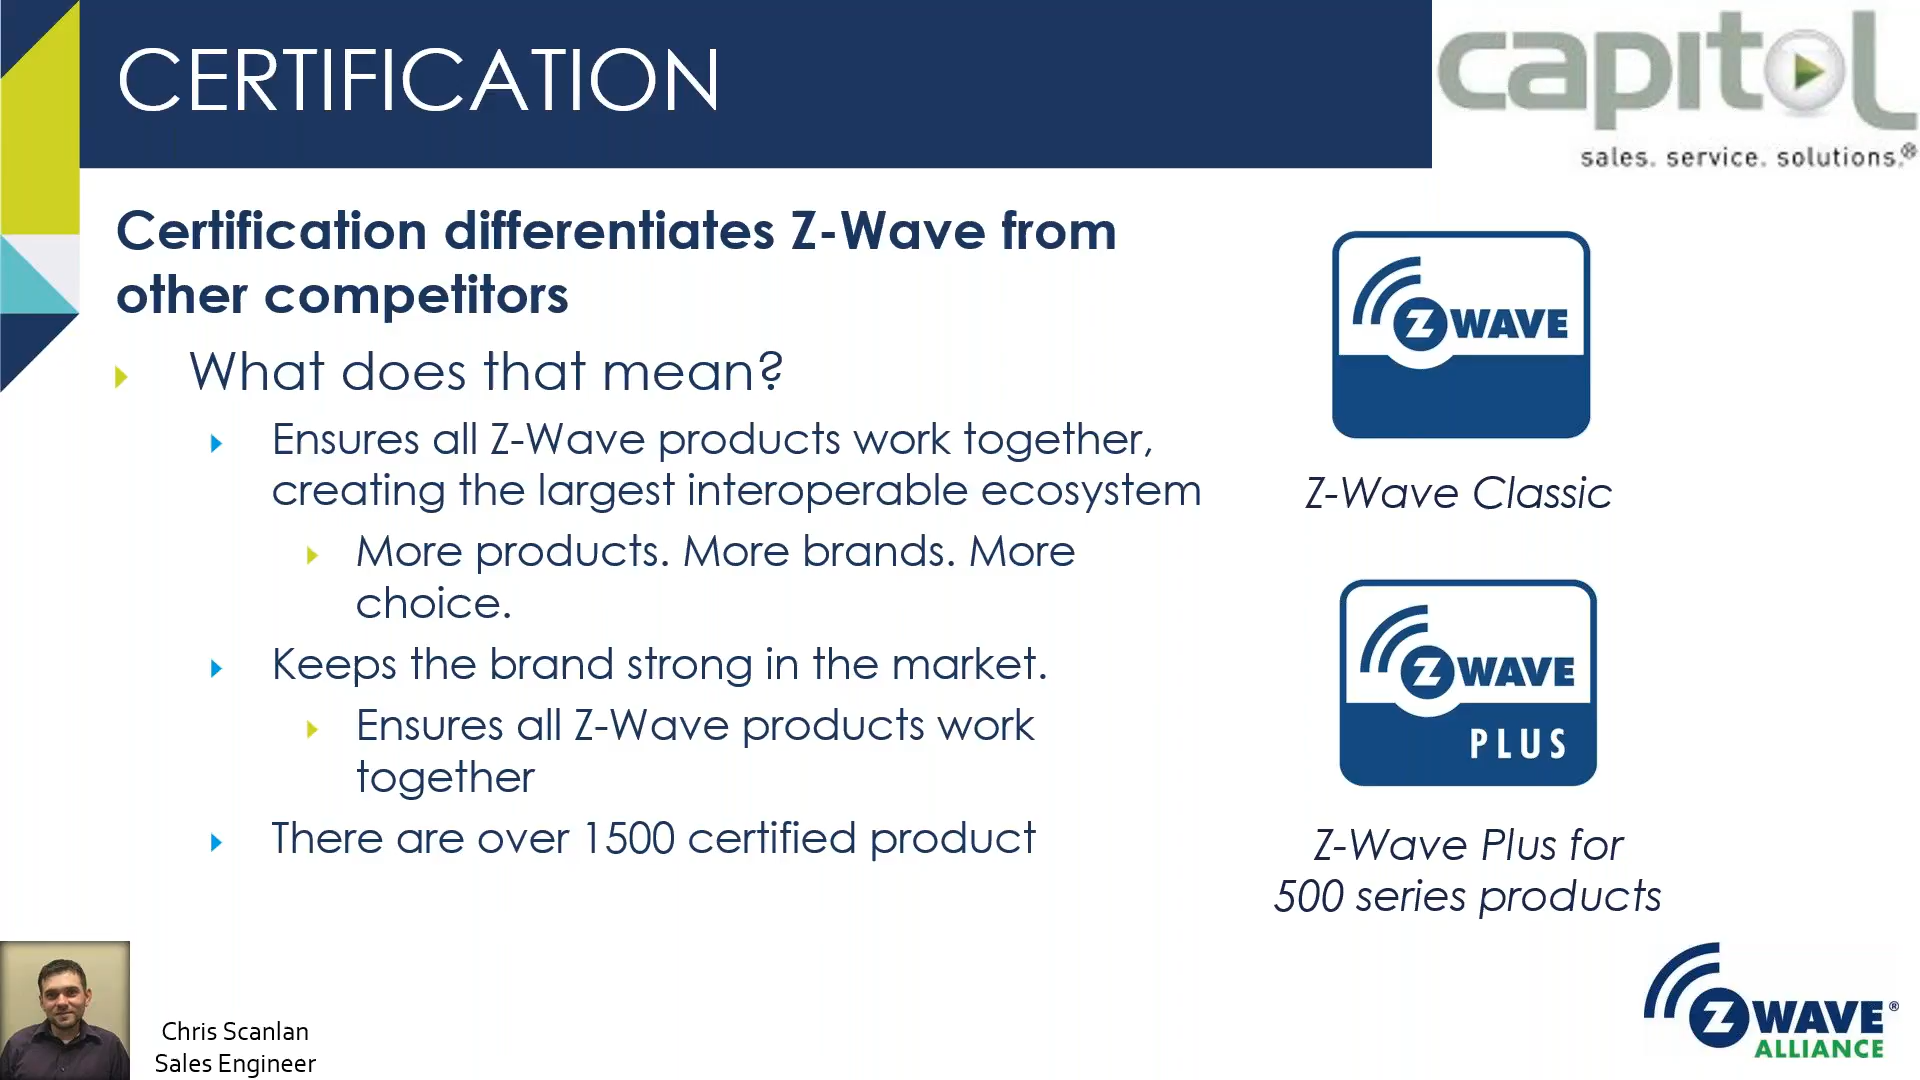 CERTIFICATION
capitol
sales. service. solutions.®
Certification differentiates Z-Wave from
other competitors
What does that mean?
Ensures all Z-Wave products work together,
creating the largest interoperable ecosystem
More products. More brands. More
choice.
Keeps the brand strong in the market.
Ensures all Z-Wave products work
together
There are over 1500 certified product
Z WAVE
Z-Wave Classic
Z WAVE
PLUS
Z-Wave Plus for
500 series products
Chris Scanlan
Sales Engineer
Z WAVE®
ALLIANCE